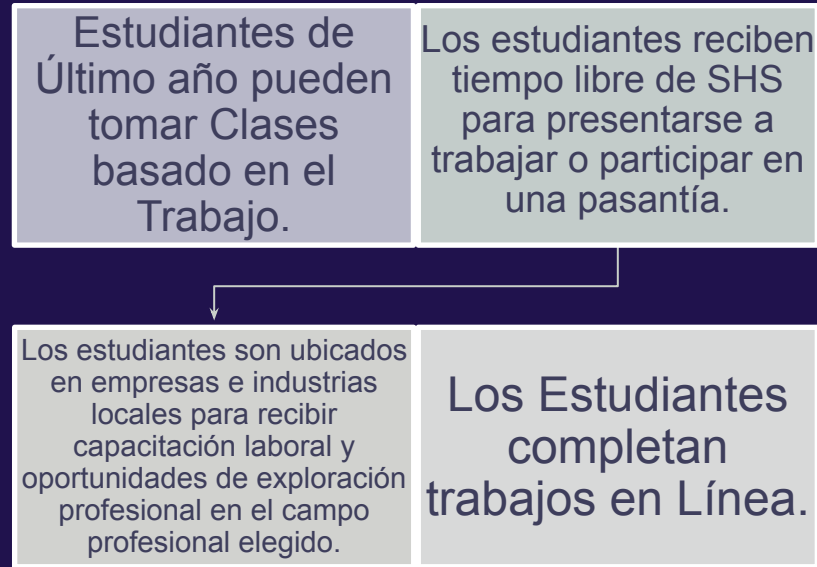 Estudiantes de
Último año pueden
tomar Clases
basado en el
Trabajo.
Los estudiantes reciben
tiempo libre de SHS
para presentarse a
trabajar o participar en
una pasantía.
Los estudiantes son ubicados
en empresas e industrias
locales para recibir
capacitación laboral y
oportunidades de exploración
profesional en el campo
profesional elegido.
Los Estudiantes
completan
trabajos en Línea.